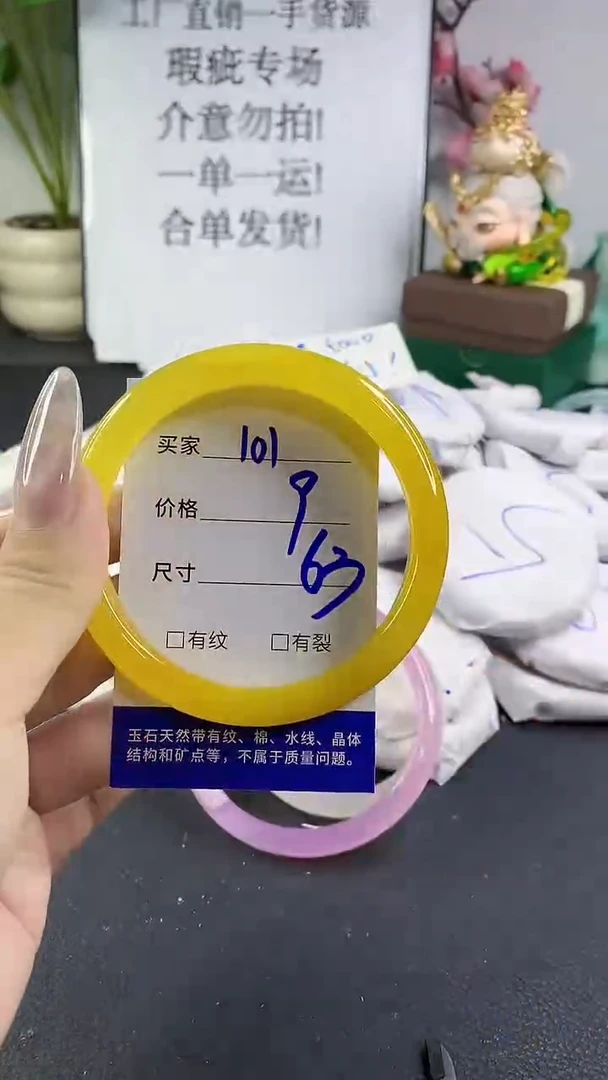 工厂直销一手货源
瑕疵专场
介意勿拍!
一单一运!
合单发货!
买家 101
价格 9
尺寸 63
□有纹 □有裂
玉石天然带有纹、棉、水线、晶体
结构和矿点等，不属于质量问题。